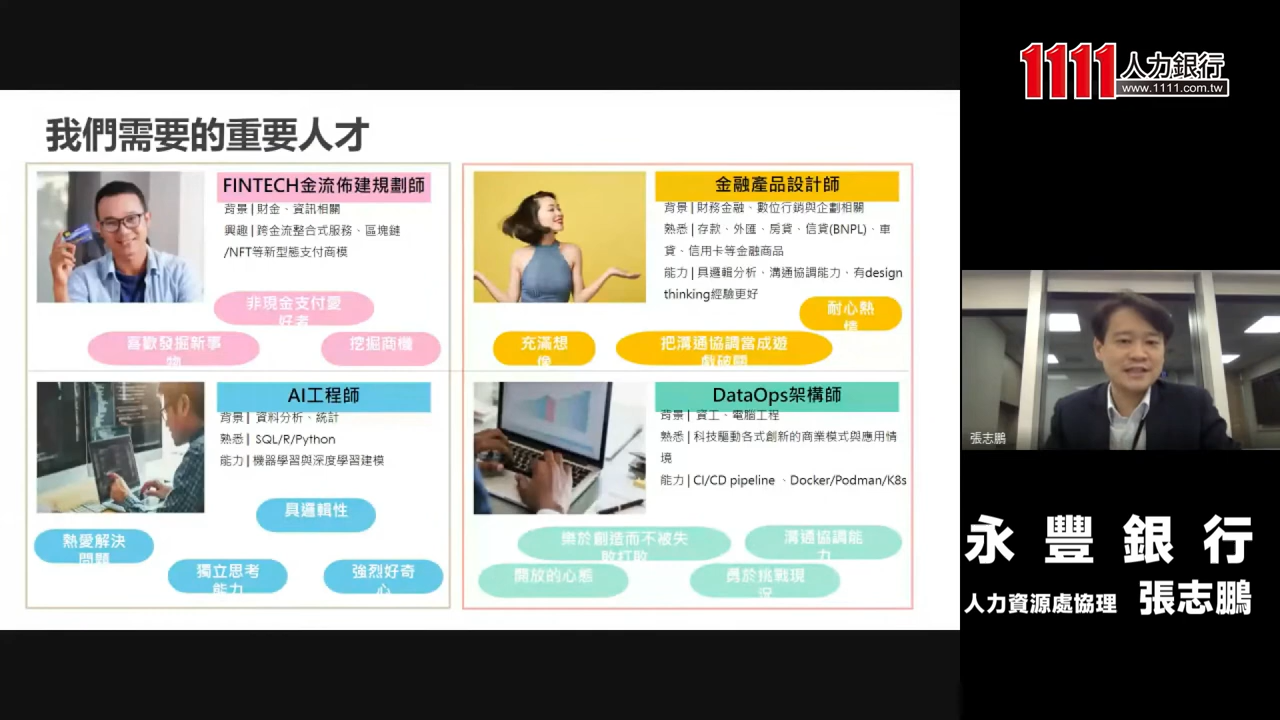 我們需要的重要人才
FINTECH金流佈建規劃師
背景 | 財金、資訊相關
興趣 | 跨金流整合式服務、區塊鏈
/NFT等新型態支付商模
非現金支付愛
好者
喜歡發掘新事
物
挖掘商機
金融產品設計師
背景 | 財務金融、數位行銷與企劃相關
熟悉 | 存款、外匯、房貸、信貸(BNPL)、車
貸、信用卡等金融商品
能力 | 具邏輯分析、溝通協調能力、有design
thinking經驗更好
耐心熱
情
充滿想
像
把溝通協調當成遊
戲破關
AI工程師
背景 | 資料分析、統計
熟悉 | SQL/R/Python
能力 | 機器學習與深度學習建模
具邏輯性
熱愛解決
問題
獨立思考
能力
強烈好奇
心
DataOps架構師
背景 | 資工、電腦工程
熟悉 | 科技驅動各式創新的商業模式與應用情
境
能力 | CI/CD pipeline 、Docker/Podman/K8s
樂於創造而不被失
敗打敗
溝通協調能
力
開放的心態
勇於挑戰現
況
1111人力銀行
www.1111.com.tw
張志鵬
永豐銀行
人力資源處協理 張志鵬